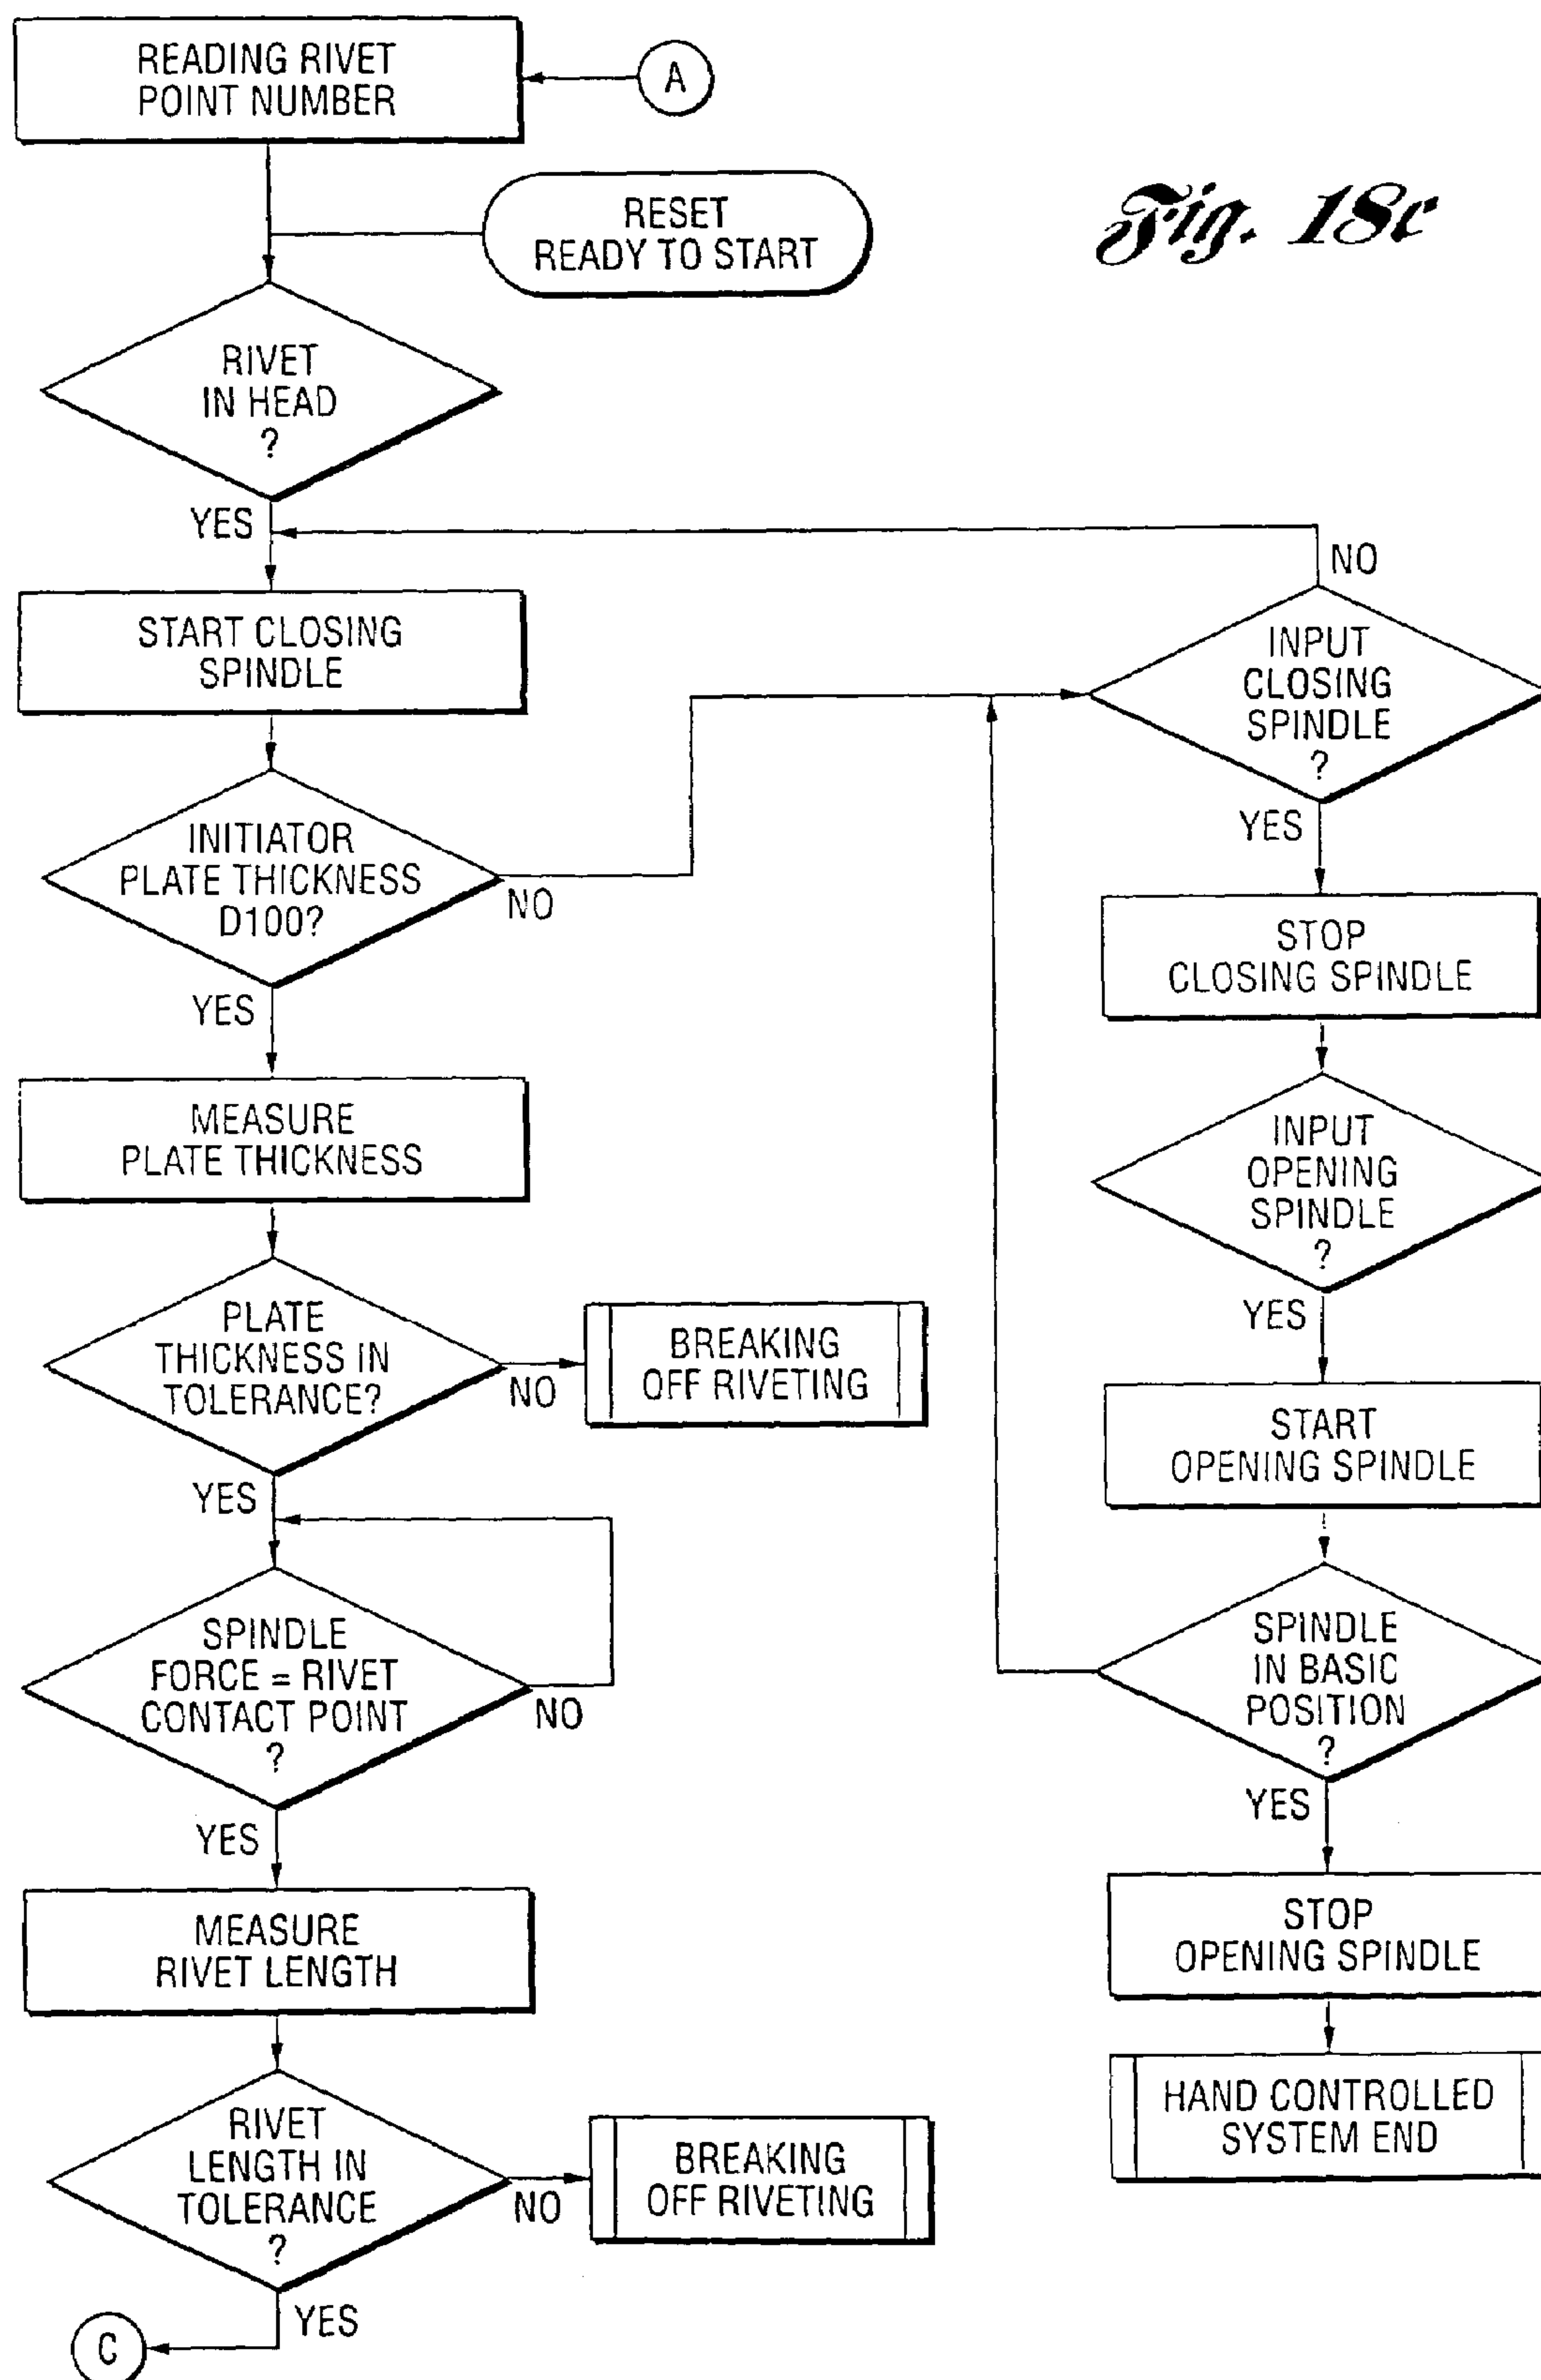 READING RIVET
POINT NUMBER
A
RESET
READY TO START
Fig. 18c
RIVET
IN HEAD
?
YES
START CLOSING
SPINDLE
INITIATOR
PLATE THICKNESS
D100?
NO
YES
MEASURE
PLATE THICKNESS
PLATE
THICKNESS IN
TOLERANCE?
NO
BREAKING
OFF RIVETING
YES
SPINDLE
FORCE = RIVET
CONTACT POINT
?
NO
YES
MEASURE
RIVET LENGTH
RIVET
LENGTH IN
TOLERANCE
?
NO
BREAKING
OFF RIVETING
YES
C
NO
INPUT
CLOSING
SPINDLE
?
YES
STOP
CLOSING SPINDLE
INPUT
OPENING
SPINDLE
?
YES
START
OPENING SPINDLE
SPINDLE
IN BASIC
POSITION
?
YES
STOP
OPENING SPINDLE
HAND CONTROLLED
SYSTEM END